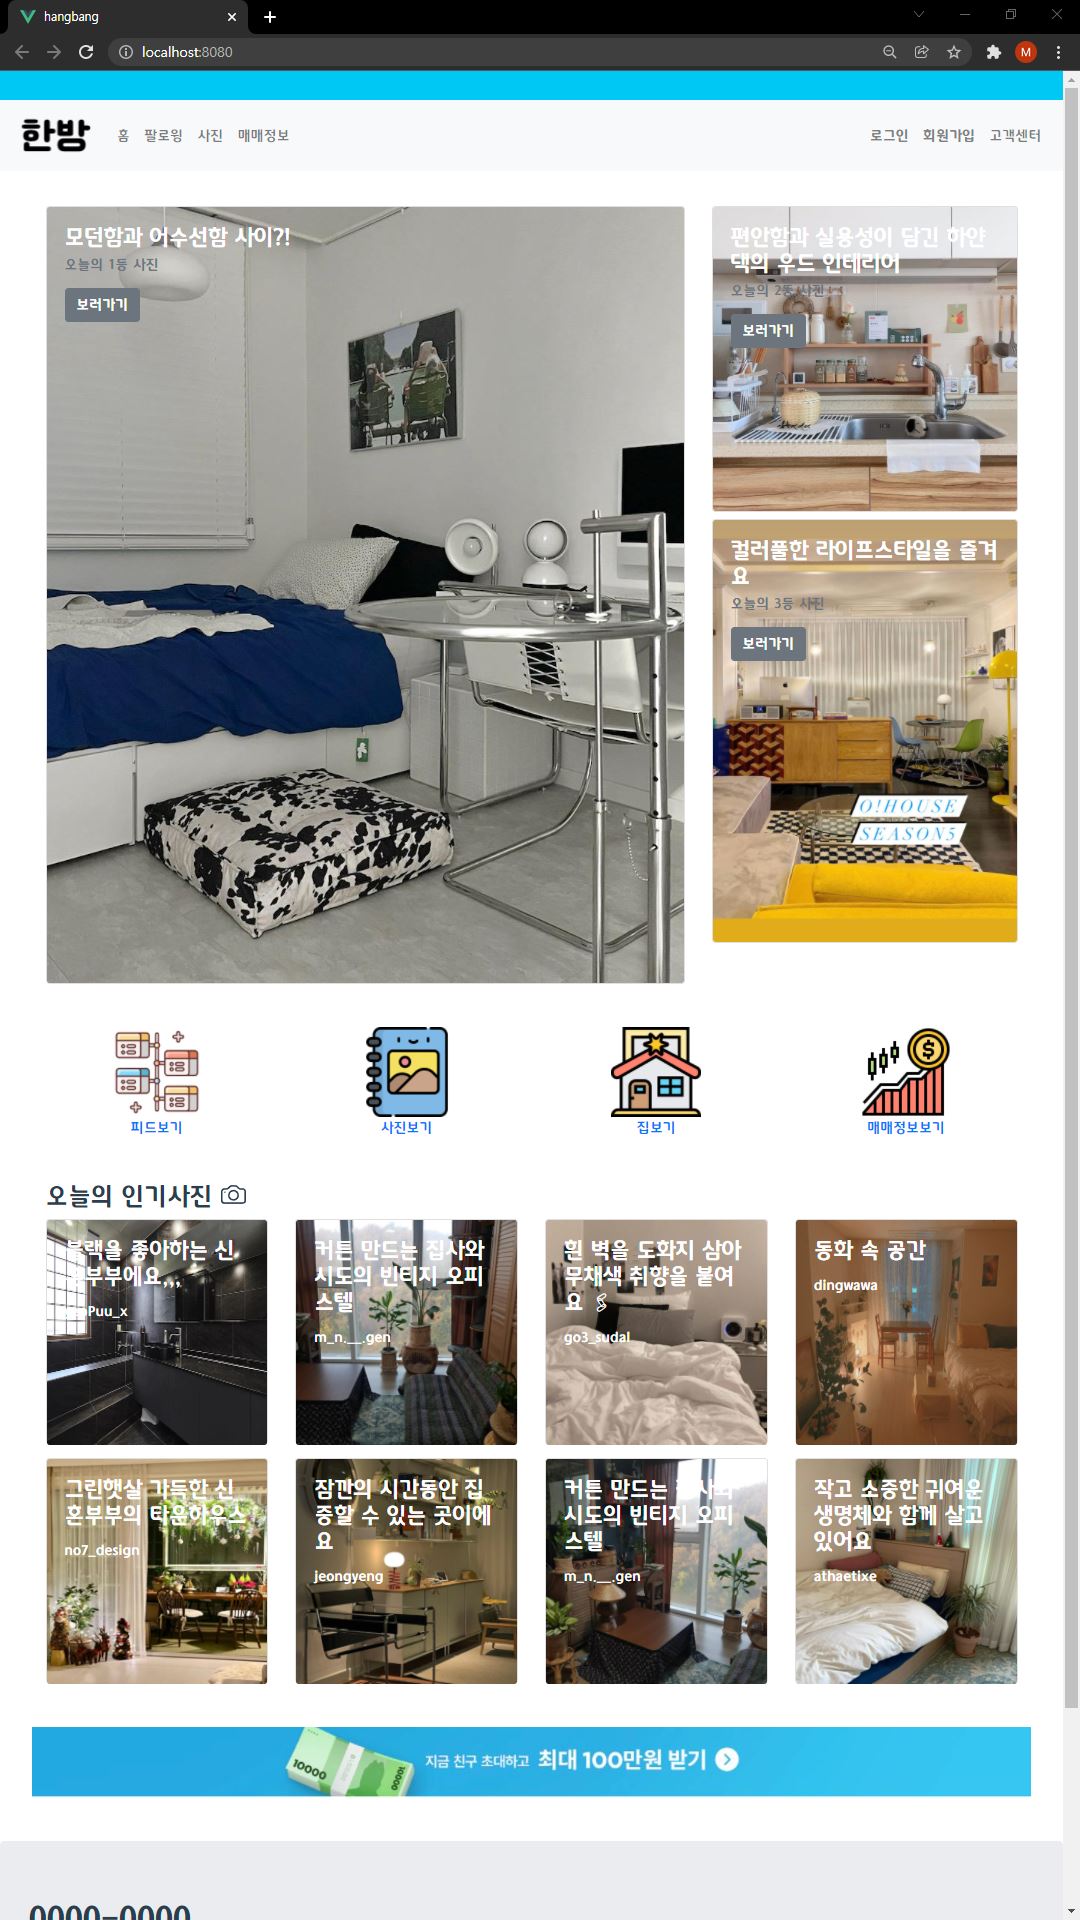 hangbang
localhost:8080
M
한방
홈 팔로윙 사진 매매정보
로그인 회원가입 고객센터
모던함과 어수선함 사이?!
오늘의 1등 사진
보러가기
편안함과 실용성이 담긴 하얀
댁의 우드 인테리어
오늘의 2등 사진
보러가기
컬러풀한 라이프스타일을 즐겨
요
오늘의 3등 사진
보러가기
O!HOUSE
SEASON5
피드보기
사진보기
집보기
매매정보보기
오늘의 인기사진
블랙을 좋아하는 신
혼부부에요,,,
커튼 만드는 집사와
시도의 빈티지 오피
스텔
m_n.__.gen
흰 벽을 도화지 삼아
무채색 취향을 붙여
요
go3_sudal
동화 속 공간
dingwawa
그린햇살 가득한 신
혼부부의 타운하우스
no7_design
잠깐의 시간동안 집
중할 수 있는 곳이에
요
jeongyeng
커튼 만드는 집사와
시도의 빈티지 오피
스텔
m_n.__.gen
작고 소중한 귀여운
생명체와 함께 살고
있어요
athaetixe
10000
10000
지금 친구 초대하고 최대 100만원 받기
0000-0000